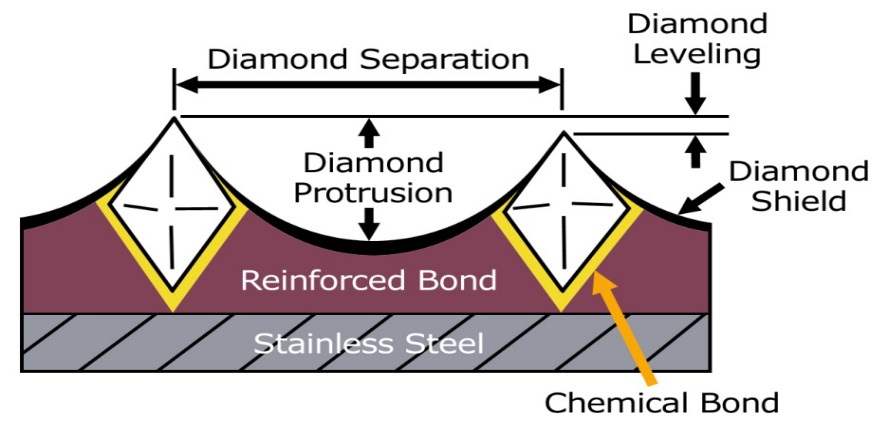 Diamond
Leveling
Diamond Separation
Diamond
Protrusion
Diamond
Shield
Reinforced Bond
Stainless Steel
Chemical Bond